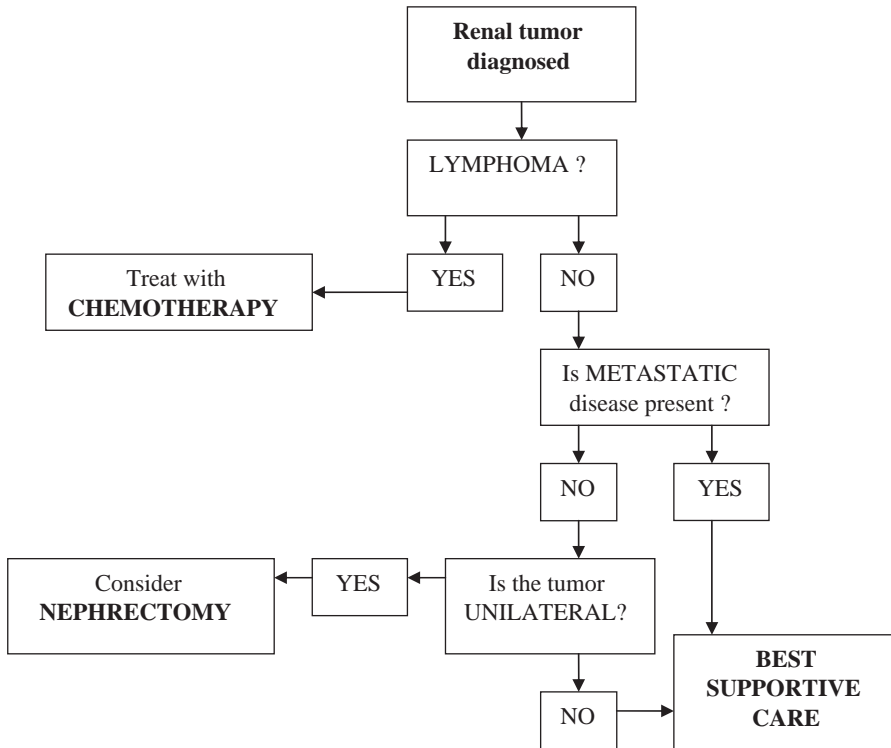 Renal tumor
diagnosed
LYMPHOMA ?
YES
NO
Treat with
CHEMOTHERAPY
Is METASTATIC
disease present ?
NO
YES
Consider
NEPHRECTOMY
YES
Is the tumor
UNILATERAL?
NO
BEST
SUPPORTIVE
CARE